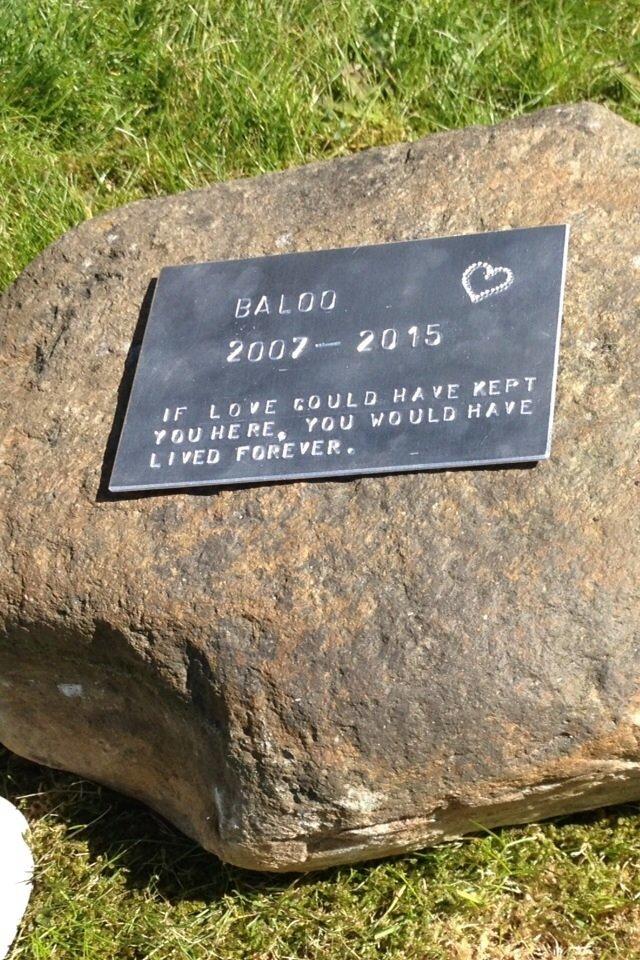 BALOO
2007 — 2015
IF LOVE COULD HAVE KEPT
YOU HERE, YOU WOULD HAVE
LIVED FOREVER.